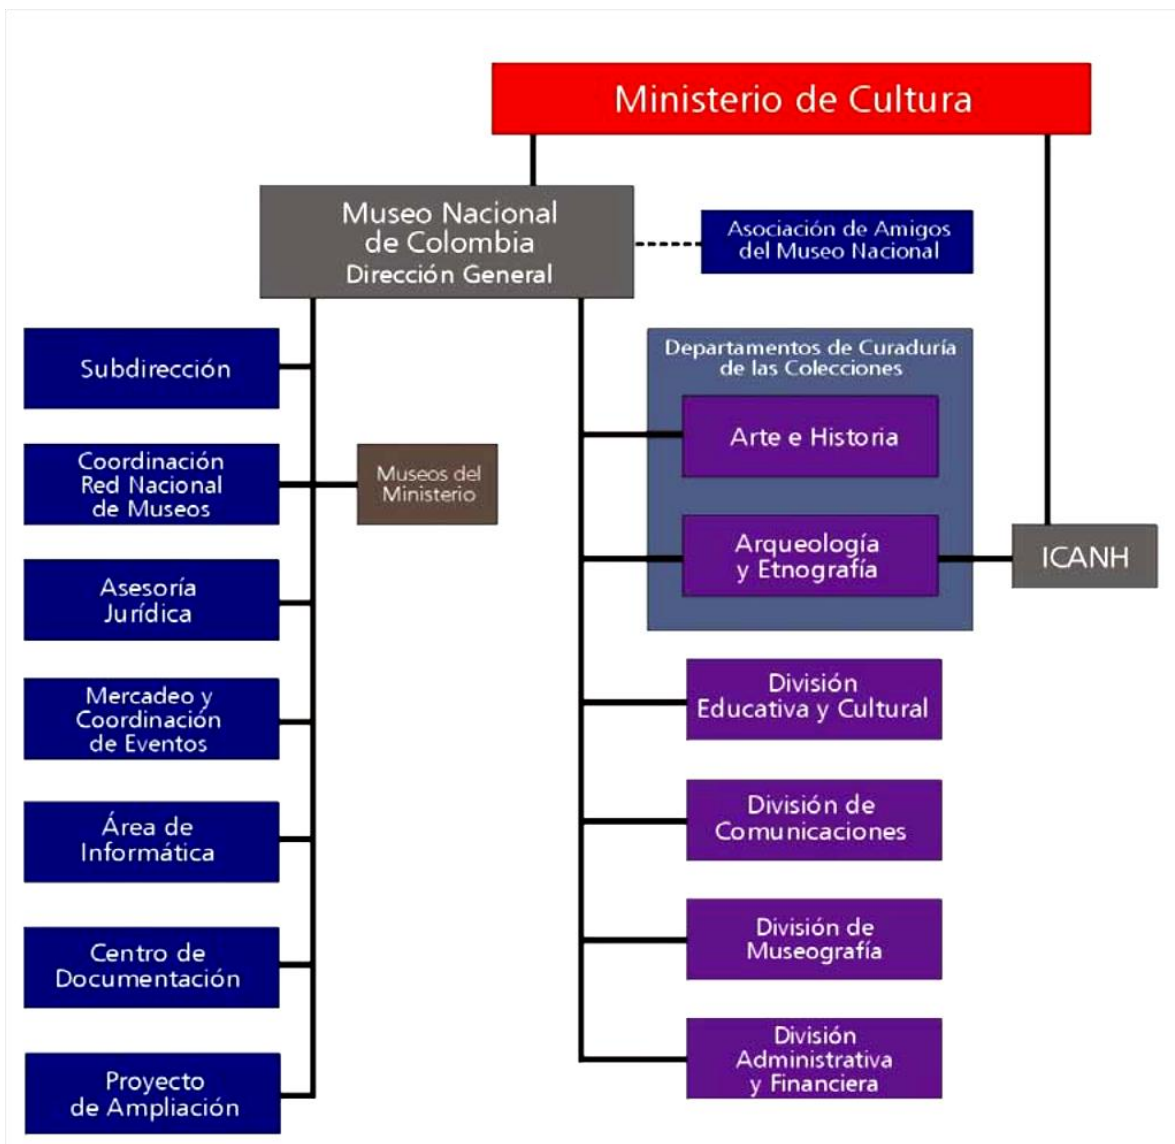 Ministerio de Cultura
Museo Nacional
de Colombia
Dirección General
Asociación de Amigos
del Museo Nacional
Subdirección
Coordinación
Red Nacional
de Museos
Museos del
Ministerio
Asesoría
Jurídica
Mercadeo y
Coordinación
de Eventos
Área de
Informática
Centro de
Documentación
Proyecto
de Ampliación
Departamentos de Curaduría
de las Colecciones
Arte e Historia
Arqueología
y Etnografía
ICANH
División
Educativa y Cultural
División de
Comunicaciones
División de
Museografía
División
Administrativa
y Financiera